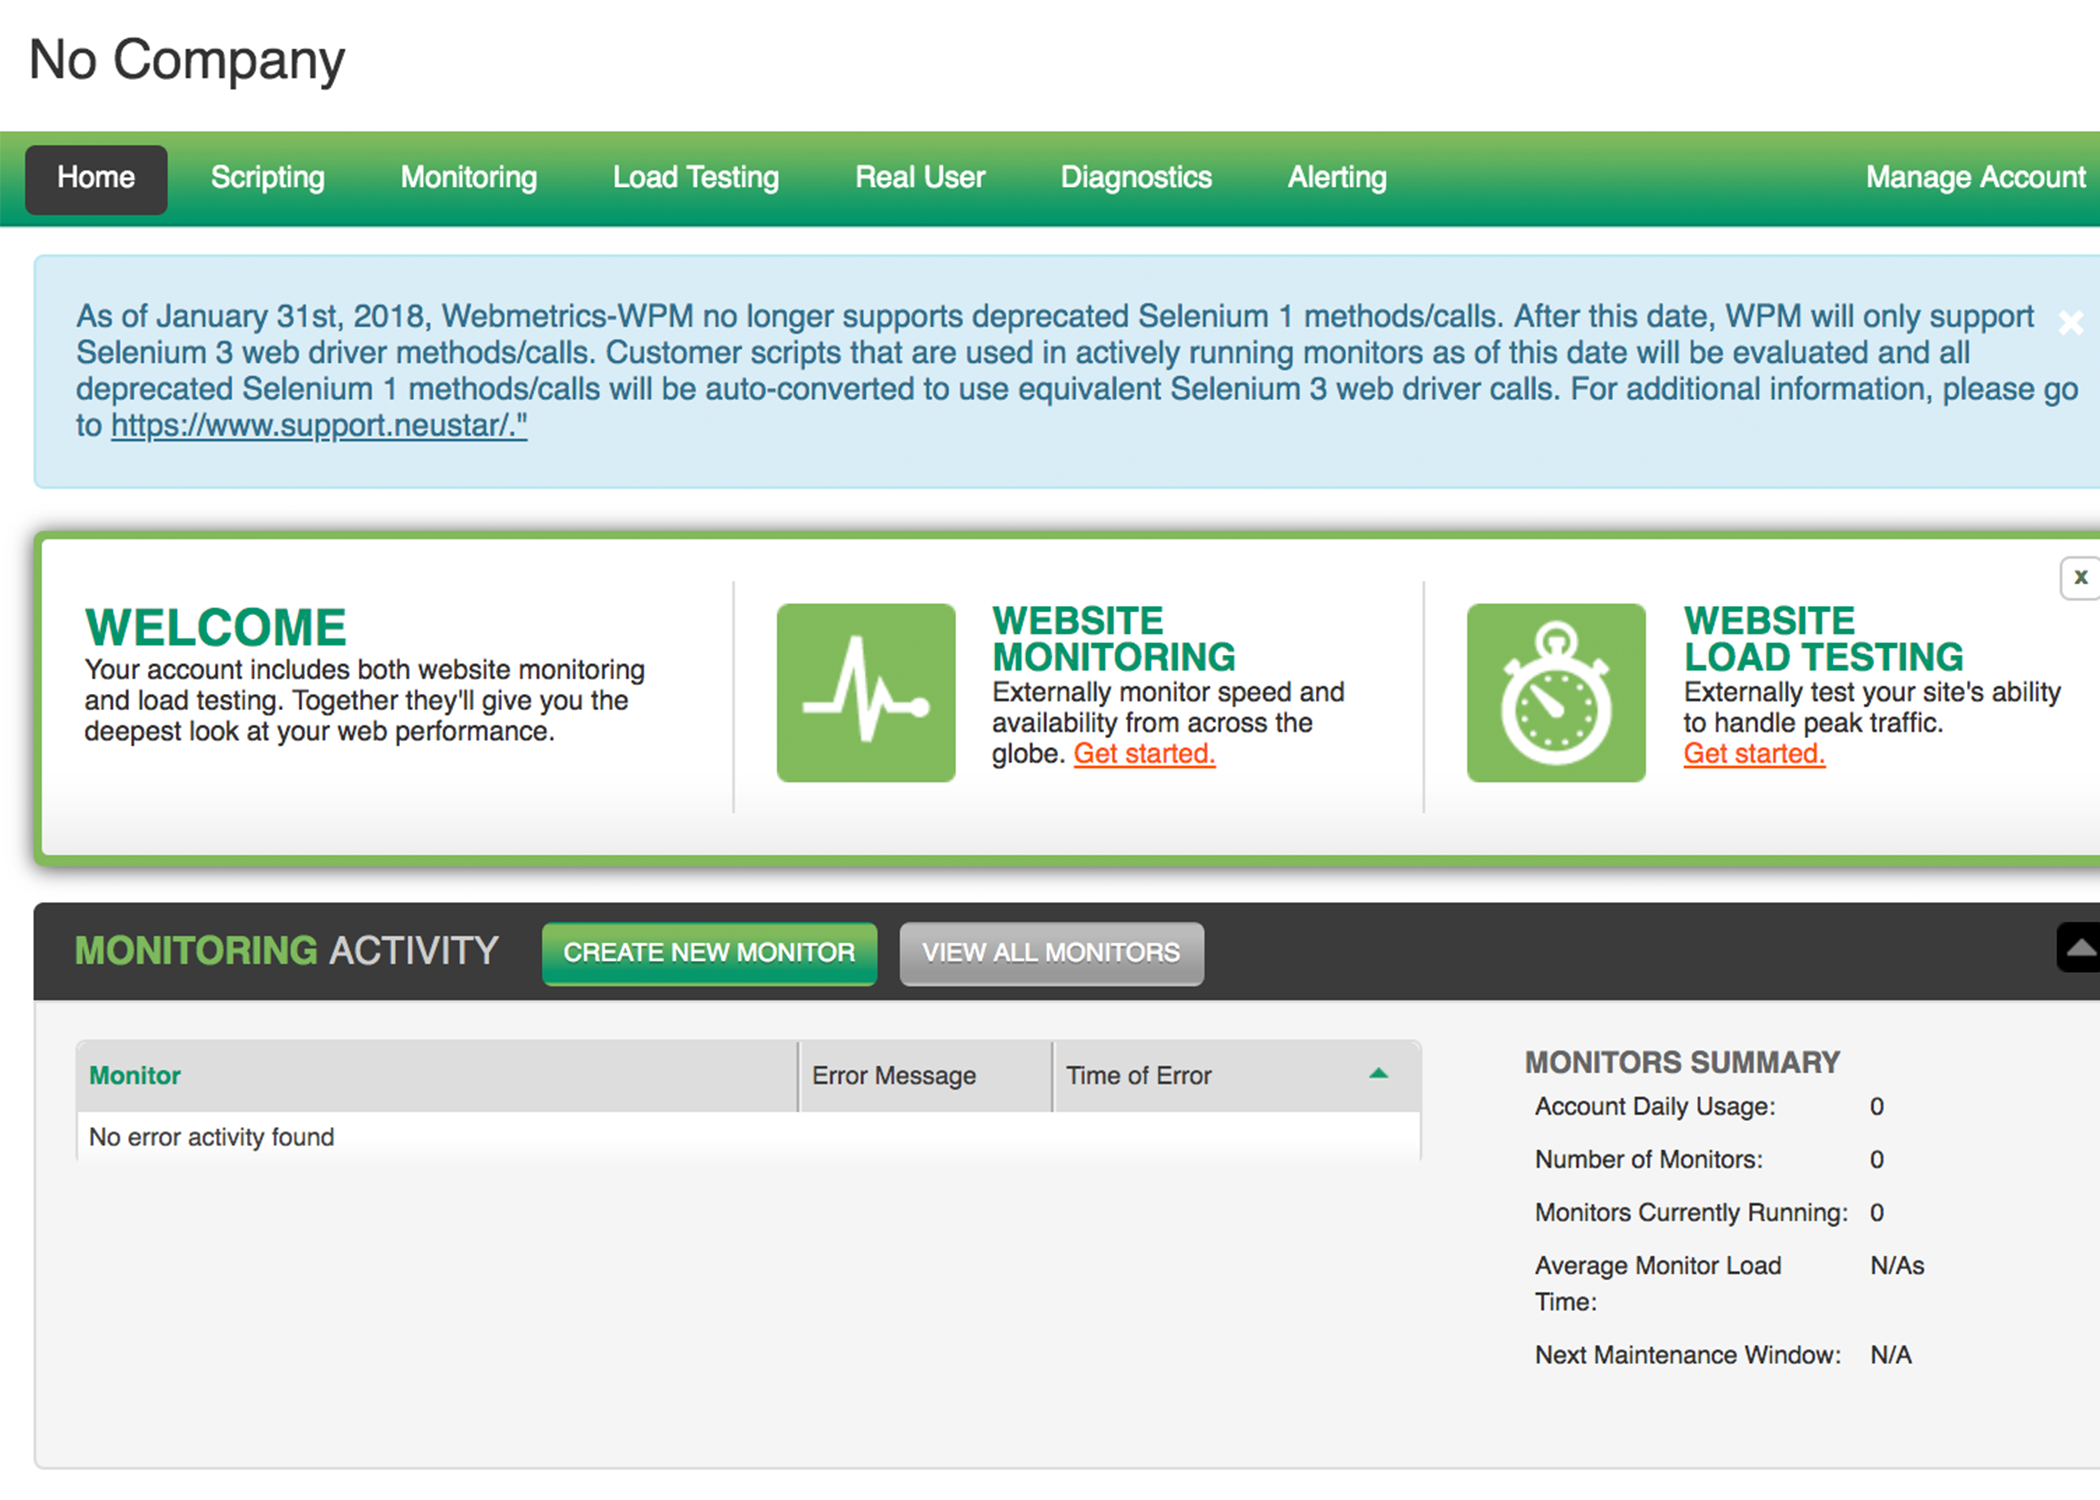 No Company
Home Scripting Monitoring Load Testing Real User Diagnostics Alerting Manage Account
As of January 31st, 2018, Webmetrics-WPM no longer supports deprecated Selenium 1 methods/calls. After this date, WPM will only support
Selenium 3 web driver methods/calls. Customer scripts that are used in actively running monitors as of this date will be evaluated and all
deprecated Selenium 1 methods/calls will be auto-converted to use equivalent Selenium 3 web driver calls. For additional information, please go
to https://www.support.neustar/."
x
WELCOME
Your account includes both website monitoring
and load testing. Together they'll give you the
deepest look at your web performance.
WEBSITE
MONITORING
Externally monitor speed and
availability from across the
globe. Get started.
WEBSITE
LOAD TESTING
Externally test your site's ability
to handle peak traffic.
Get started.
MONITORING ACTIVITY CREATE NEW MONITOR VIEW ALL MONITORS
Monitor Error Message Time of Error
No error activity found
MONITORS SUMMARY
Account Daily Usage: 0
Number of Monitors: 0
Monitors Currently Running: 0
Average Monitor Load N/As
Time:
Next Maintenance Window: N/A